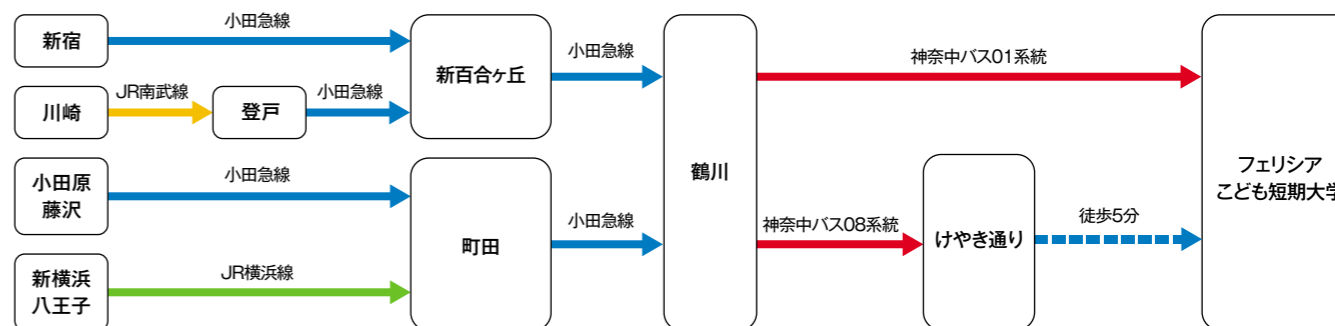 新宿
小田急線
新百合ヶ丘
小田急線
鶴川
神奈中バス01系統
フェリシア
こども短期大学
川崎
JR南武線
登戸
小田急線
小田原
藤沢
小田急線
町田
小田急線
神奈中バス08系統
けやき通り
徒歩5分
新横浜
八王子
JR横浜線